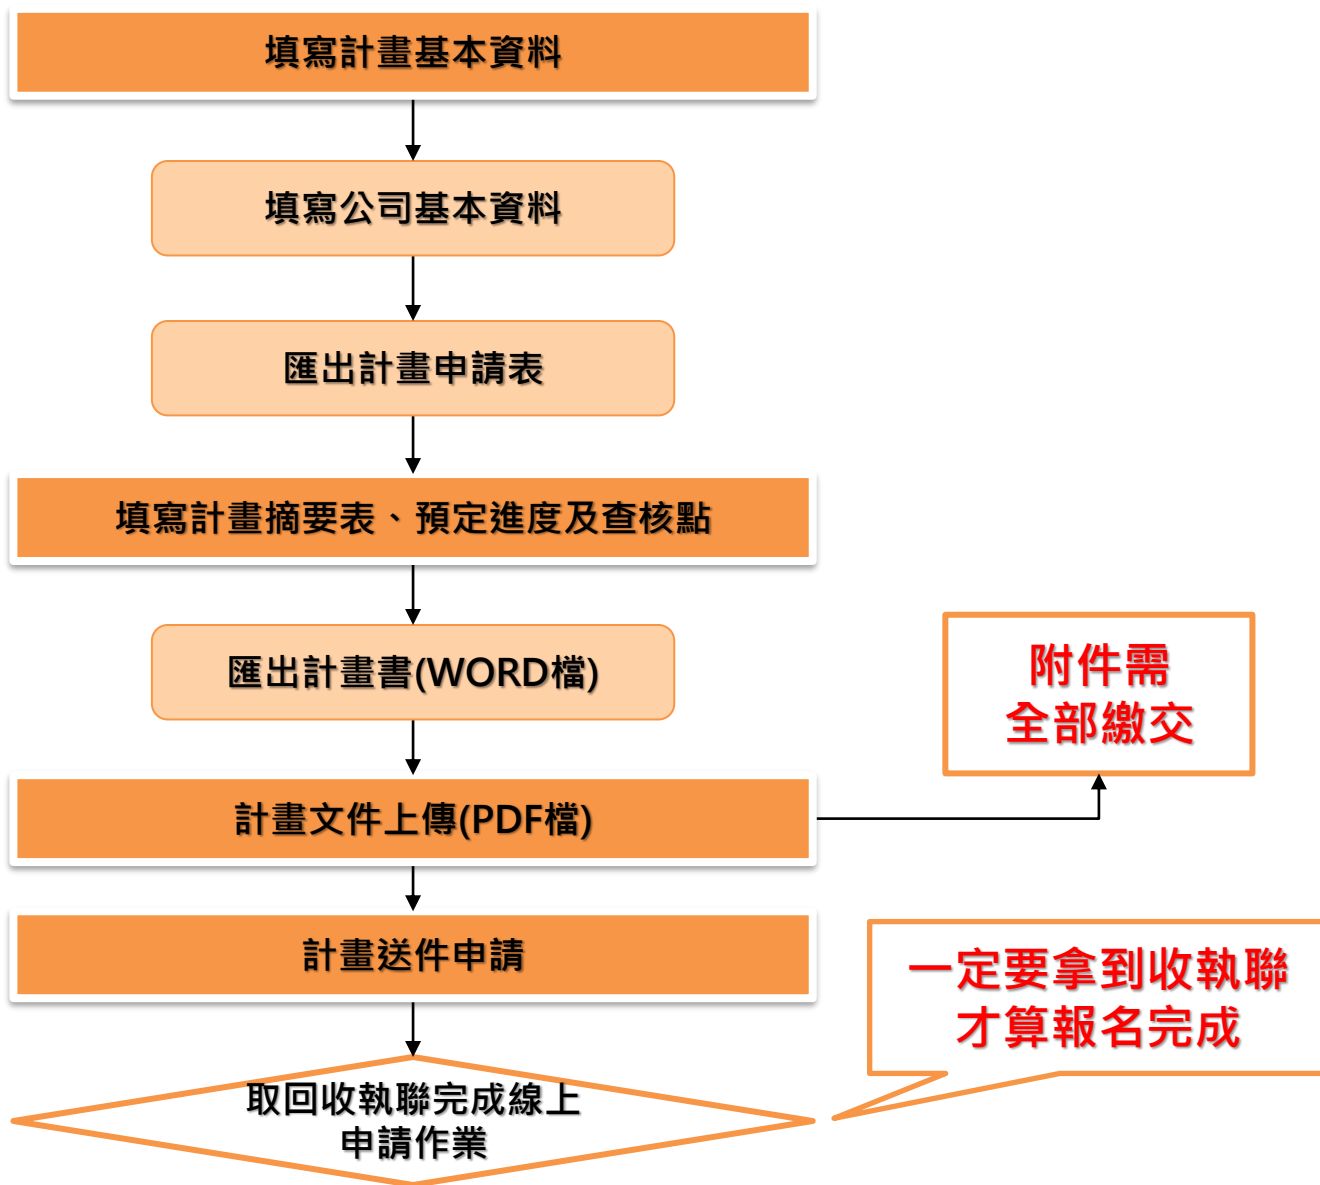 填寫計畫基本資料
填寫公司基本資料
匯出計畫申請表
填寫計畫摘要表、預定進度及查核點
匯出計畫書(WORD檔)
附件需
全部繳交
計畫文件上傳(PDF檔)
計畫送件申請
一定要拿到收執聯
才算報名完成
取回收執聯完成線上
申請作業